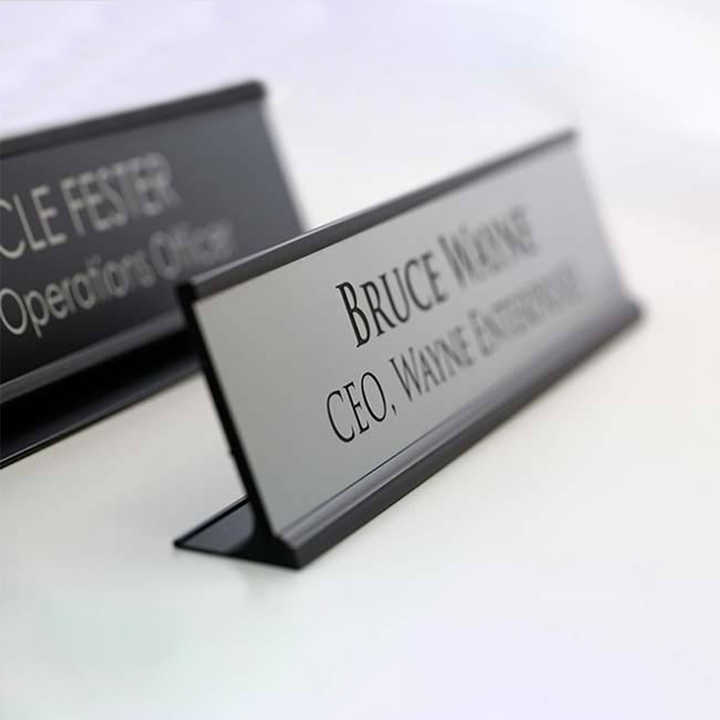 CLE FESTER
Operations Officer
BRUCE WAYNE
CEO, WAYNE ENTERPRISES